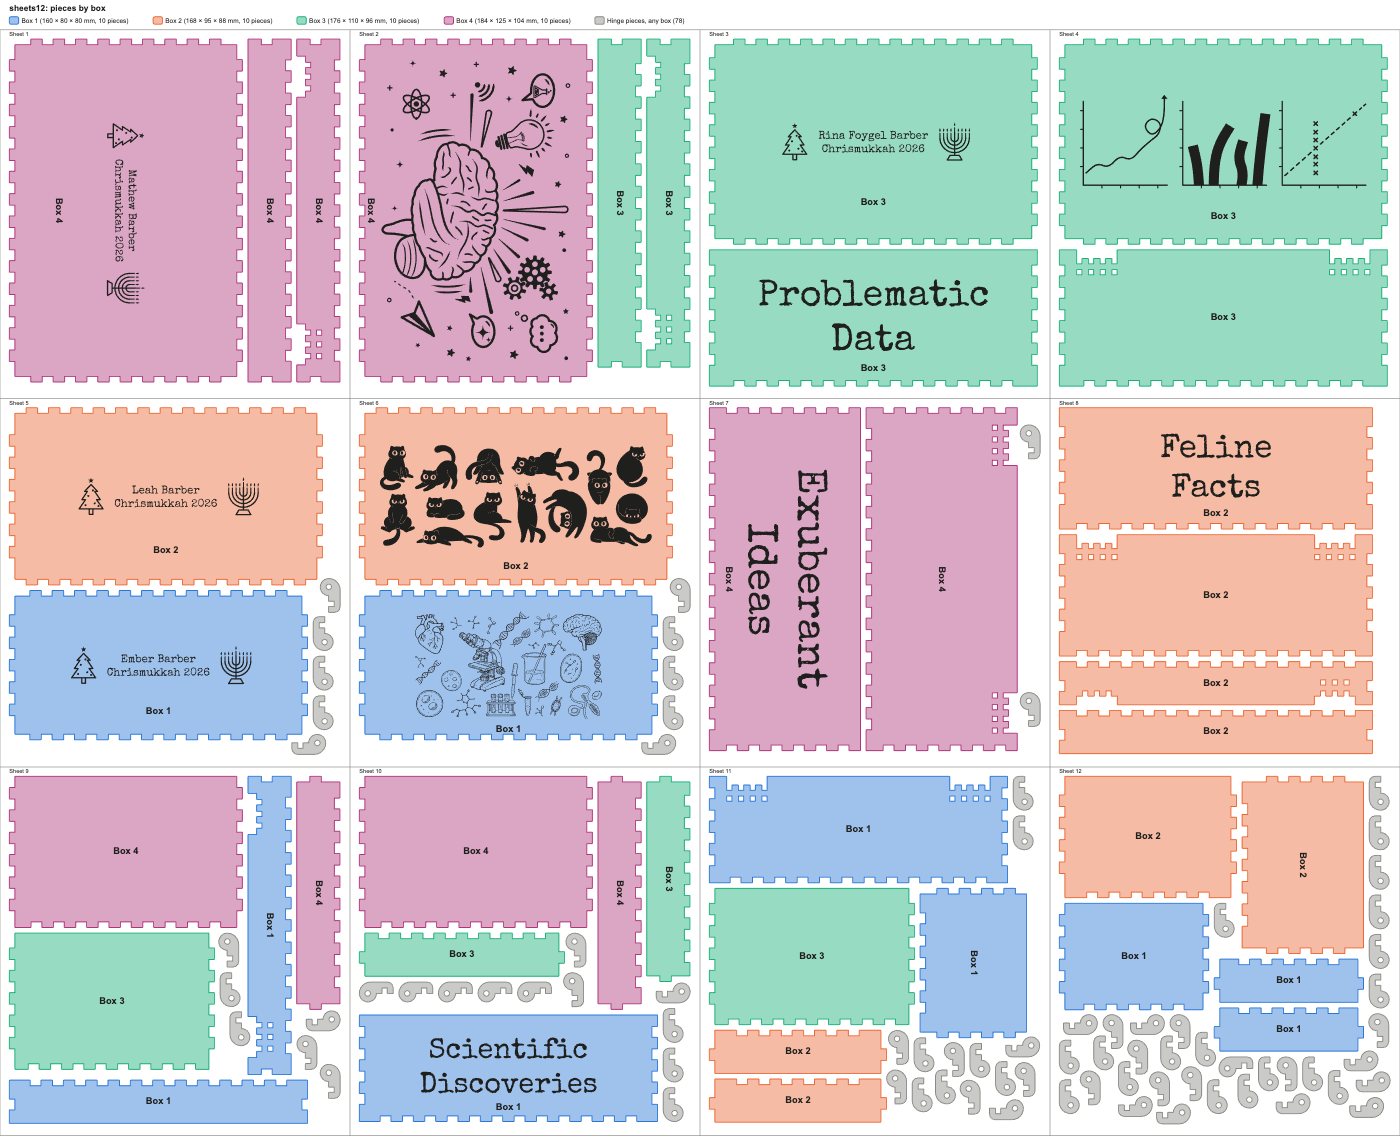 sheets12: pieces by box
Box 1 (160 × 80 × 80 mm, 10 pieces)
Box 2 (168 × 95 × 88 mm, 10 pieces)
Box 3 (176 × 110 × 96 mm, 10 pieces)
Box 4 (184 × 125 × 104 mm, 10 pieces)
Hinge pieces, any box (78)
Sheet 1
Box 4
Mathew Barber
Chrismukkah 2026
Box 4
Box 4
Sheet 2
Box 4
Box 3
Box 3
Sheet 3
Rina Foygel Barber
Chrismukkah 2026
Box 3
Problematic
Data
Box 3
Sheet 4
Box 3
Box 3
Sheet 5
Leah Barber
Chrismukkah 2026
Box 2
Ember Barber
Chrismukkah 2026
Box 1
Sheet 6
Box 2
Box 1
Sheet 7
Exuberant
Ideas
Box 4
Box 4
Sheet 8
Feline
Facts
Box 2
Box 2
Box 2
Box 2
Sheet 9
Box 4
Box 1
Box 4
Box 3
Box 1
Sheet 10
Box 4
Box 4
Box 3
Box 3
Scientific
Discoveries
Box 1
Sheet 11
Box 1
Box 3
Box 1
Box 2
Box 2
Sheet 12
Box 2
Box 2
Box 1
Box 1
Box 1